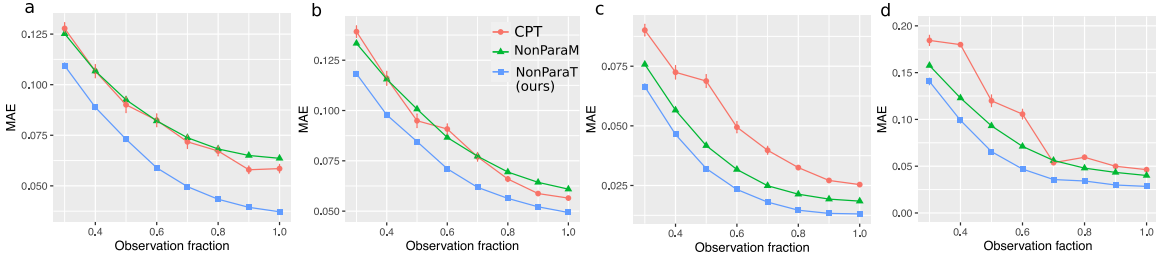 a
MAE
0.125
0.100
0.075
0.050
0.4
0.6
0.8
1.0
Observation fraction
b
MAE
0.125
0.100
0.075
0.050
0.4
0.6
0.8
1.0
Observation fraction
CPT
NonParaM
NonParaT
(ours)
c
MAE
0.075
0.050
0.025
0.4
0.6
0.8
1.0
Observation fraction
d
MAE
0.20
0.15
0.10
0.05
0.00
0.4
0.6
0.8
1.0
Observation faction